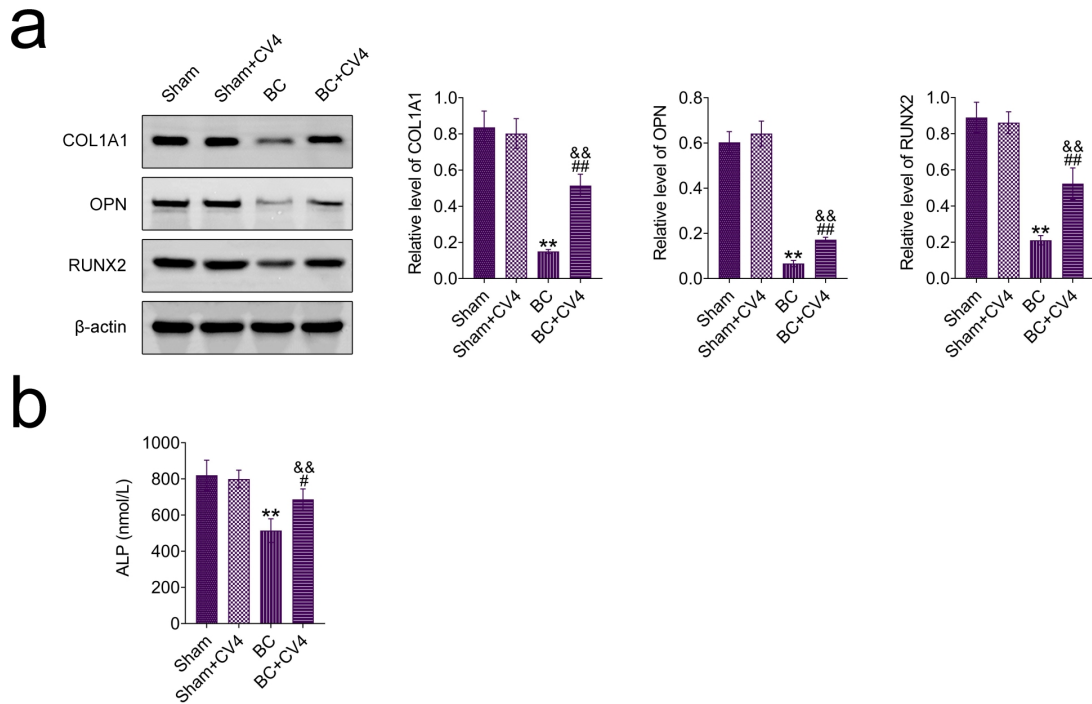 a
Sham
Sham+CV4
BC
BC+CV4
COL1A1
OPN
RUNX2
β-actin
Relative level of COL1A1
1.0
0.8
0.6
0.4
0.2
0.0
**
&&
##
Sham
Sham+CV4
BC
BC+CV4
Relative level of OPN
0.8
0.6
0.4
0.2
0.0
**
&&
##
Sham
Sham+CV4
BC
BC+CV4
Relative level of RUNX2
1.0
0.8
0.6
0.4
0.2
0.0
**
&&
##
Sham
Sham+CV4
BC
BC+CV4
b
ALP (nmol/L)
1000
800
600
400
200
0
**
&&
#
Sham
Sham+CV4
BC
BC+CV4